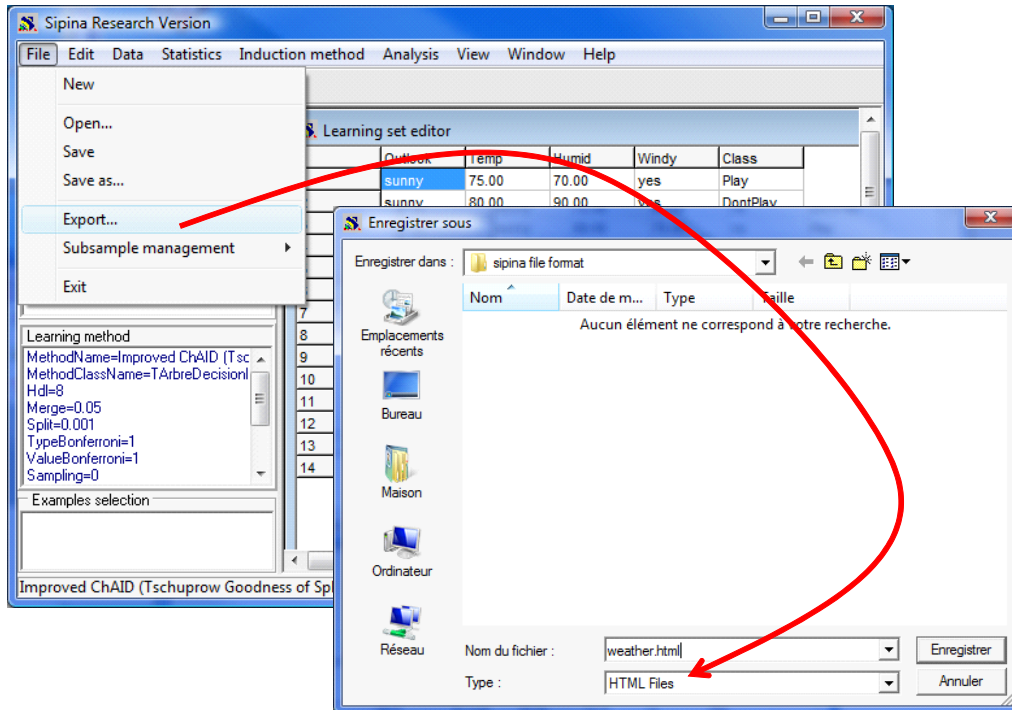 Sipina Research Version
File Edit Data Statistics Induction method Analysis View Window Help
New
Open...
Save
Save as...
Export...
Subsample management
Exit
Learning set editor
Outlook Temp Humid Windy Class
sunny 75.00 70.00 yes Play
sunny 80.00 90.00 yes DontPlay
7
8
9
10
11
12
13
14
Learning method
MethodName=Improved ChAID (Tsc
MethodClassName=TArbreDecisionI
Hdl=8
Merge=0.05
Split=0.001
TypeBonferroni=1
ValueBonferroni=1
Sampling=0
Examples selection
Improved ChAID (Tschuprow Goodness of Spl
Enregistrer sous
Enregistrer dans : sipina file format
Nom Date de m... Type Taille
Aucun élément ne correspond à votre recherche.
Emplacements
récents
Bureau
Maison
Ordinateur
Réseau
Nom du fichier : weather.html Enregistrer
Type : HTML Files Annuler